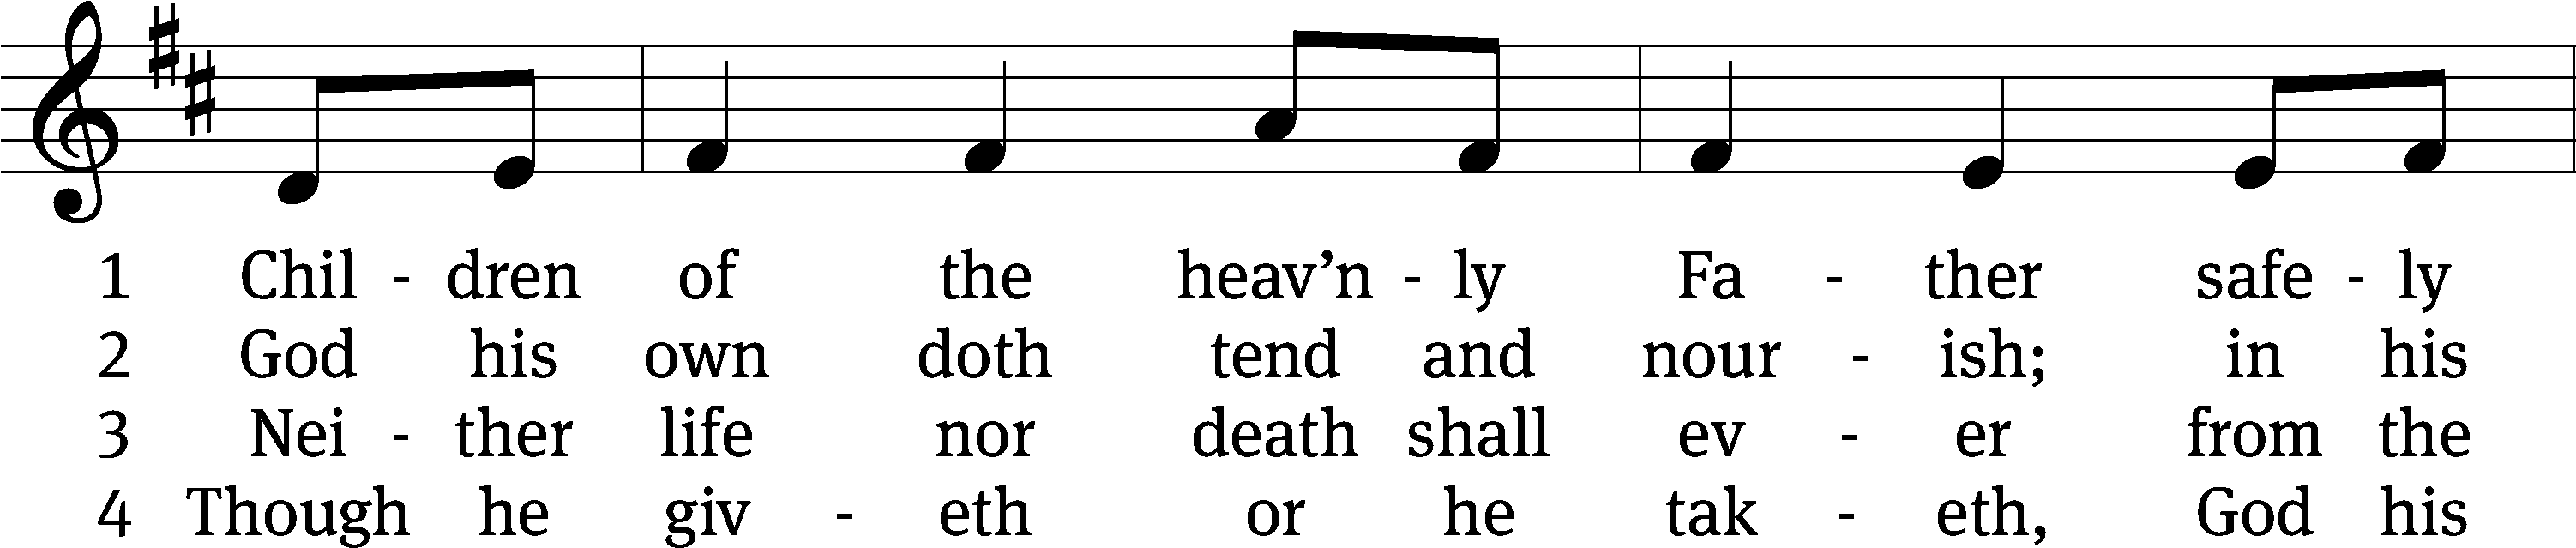 1 Chil - dren of the heav’n - ly Fa - ther safe - ly
2 God his own doth tend and nour - ish; in his
3 Nei - ther life nor death shall ev - er from the
4 Though he giv - eth or he tak - eth, God his